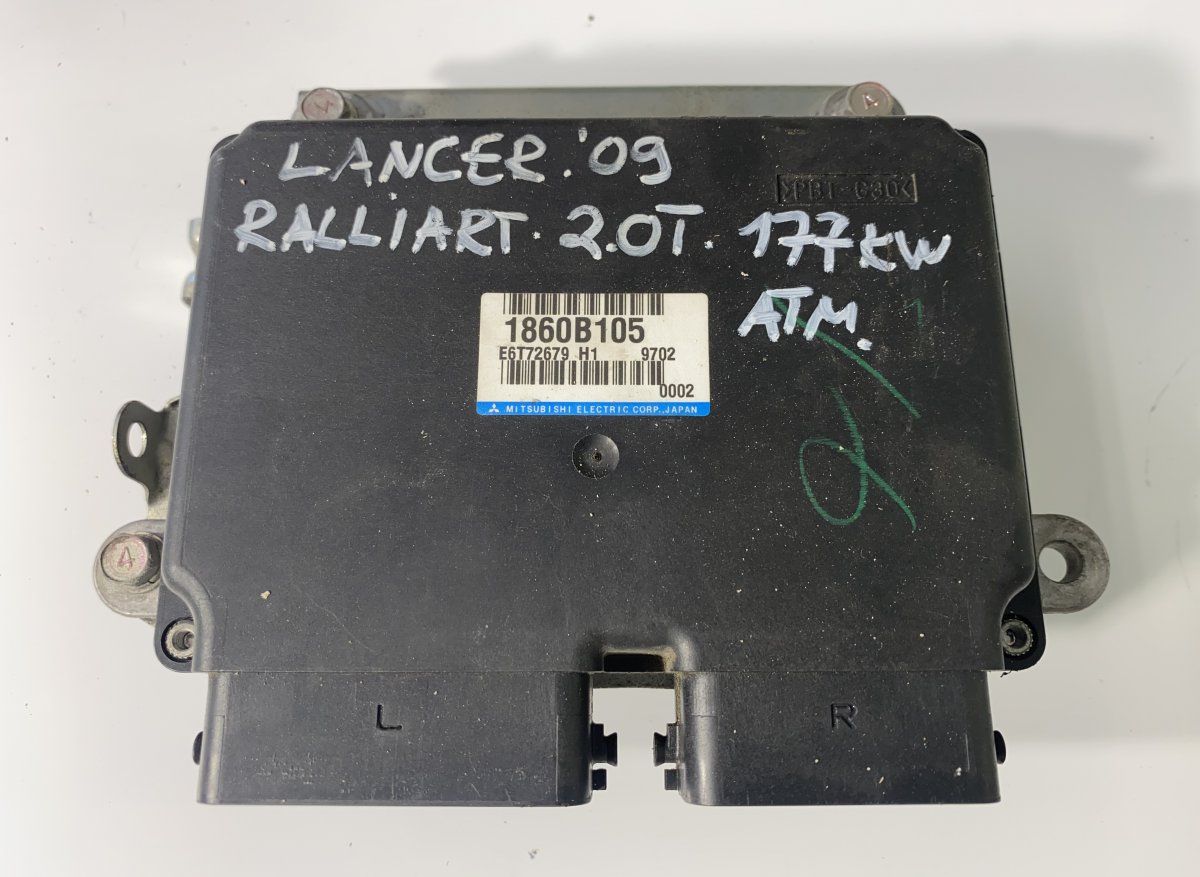 LANCER. '09
>PBT-G30<
RALLIART. 2.0T. 177KW
ATM.
1860B105
E6T72679 H1 9702
0002
MITSUBISHI ELECTRIC CORP., JAPAN
L
R